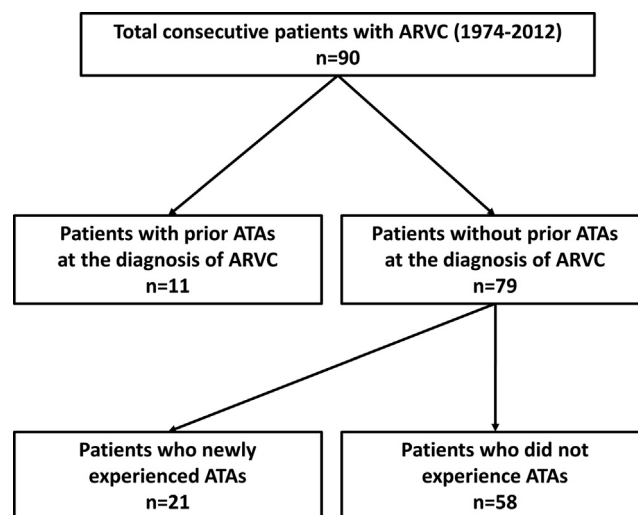 Total consecutive patients with ARVC (1974-2012)
n=90
Patients with prior ATAs
at the diagnosis of ARVC
n=11
Patients without prior ATAs
at the diagnosis of ARVC
n=79
Patients who newly
experienced ATAs
n=21
Patients who did not
experience ATAs
n=58